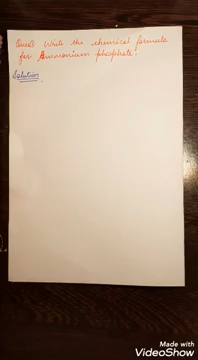 Ques Write the chemical formula
for Ammonium phosphate?
Solution
Made with
VideoShow